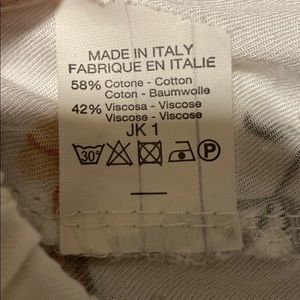 MADE IN ITALY
FABRIQUE EN ITALIE
58% Cotone - Cotton
Coton - Baumwolle
42% Viscosa - Viscose
Viscose - Viscose
JK 1
30° P